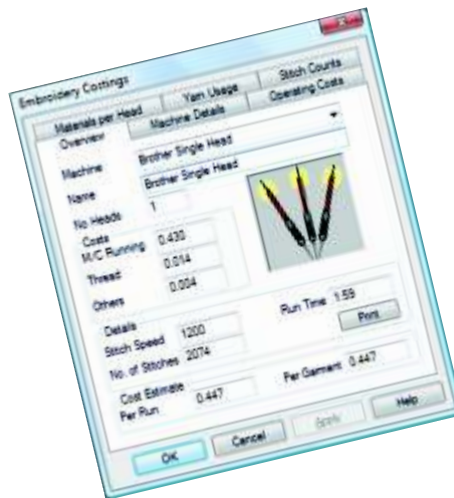 Embroidery Costings
Materials per Head Yarn Usage Stitch Counts
Overview Machine Details Operating Costs
Machine Brother Single Head
Name Brother Single Head
No Heads 1
Costs
M/C Running 0.430
Thread 0.014
Others 0.004
Details
Stitch Speed 1200 Run Time 1:59
No. of Stitches 2074 Print
Cost Estimate
Per Run 0.447 Per Garment 0.447
OK Cancel Apply Help